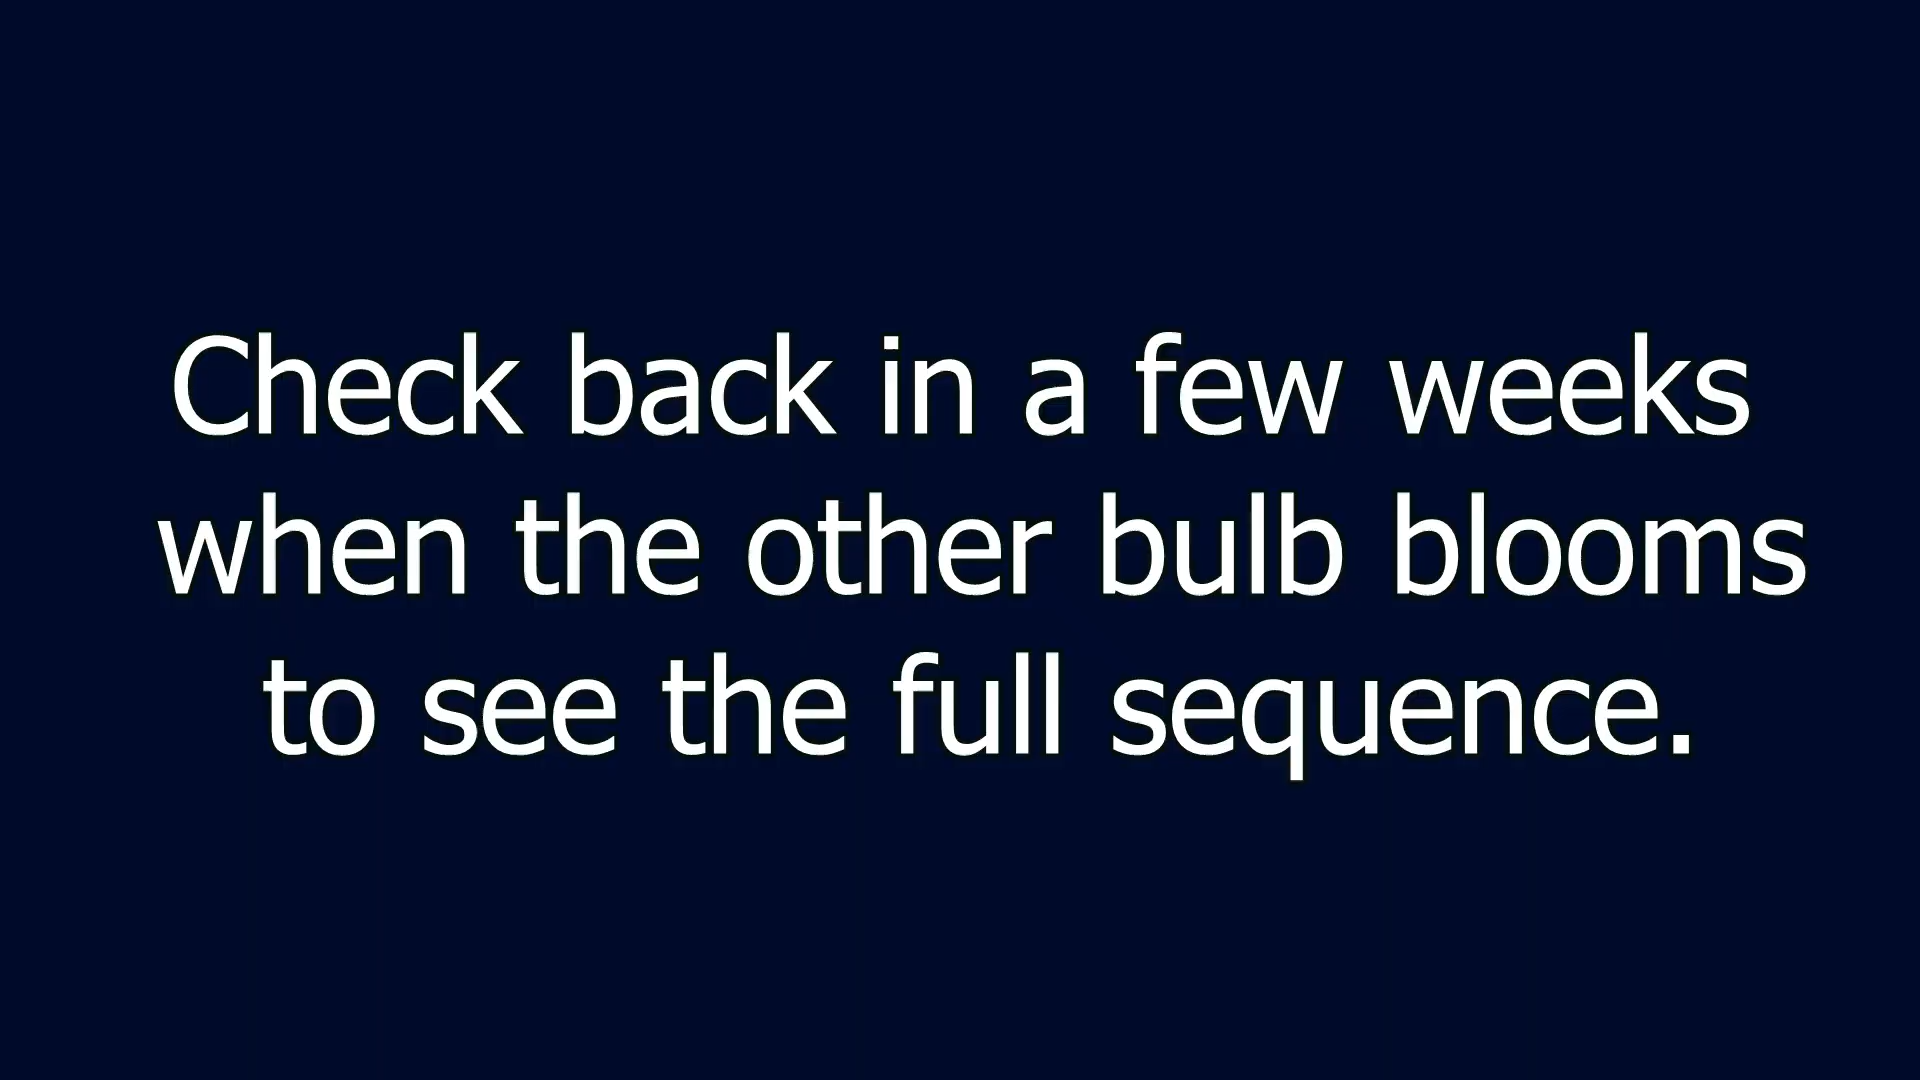 Check back in a few weeks
when the other bulb blooms
to see the full sequence.